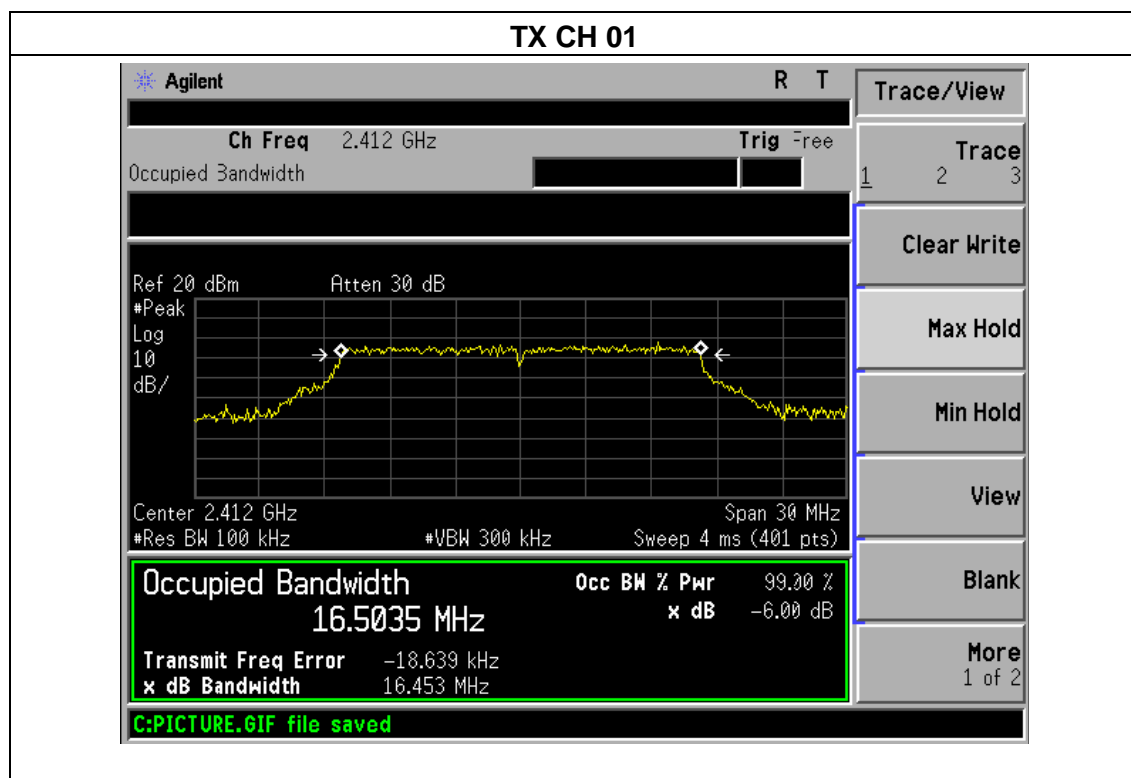 TX CH 01
Agilent R T
Trace/View
Ch Freq 2.412 GHz Trig Free
Occupied Bandwidth
Trace
1 2 3
Clear Write
Ref 20 dBm Atten 30 dB
#Peak
Log
10
dB/
Max Hold
Min Hold
View
Center 2.412 GHz Span 30 MHz
#Res BW 100 kHz #VBW 300 kHz Sweep 4 ms (401 pts)
Occupied Bandwidth Occ BW % Pwr 99.00 %
16.5035 MHz x dB -6.00 dB
Blank
Transmit Freq Error -18.639 kHz
x dB Bandwidth 16.453 MHz
More
1 of 2
C:PICTURE.GIF file saved